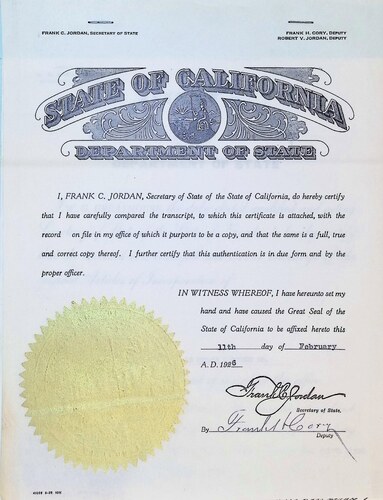 FRANK C. JORDAN, SECRETARY OF STATE
FRANK H. CORY, DEPUTY
ROBERT V. JORDAN, DEPUTY
STATE OF CALIFORNIA
DEPARTMENT OF STATE
I, FRANK C. JORDAN, Secretary of State of the State of California, do hereby certify
that I have carefully compared the transcript, to which this certificate is attached, with the
record on file in my office of which it purports to be a copy, and that the same is a full, true
and correct copy thereof. I further certify that this authentication is in due form and by
the proper officer.
IN WITNESS WHEREOF, I have hereunto set my
hand and have caused the Great Seal of the
State of California to be affixed hereto this
11th day of February
A. D. 19
Frank C. Jordan
Secretary of State.
By Frank H Cory
Deputy